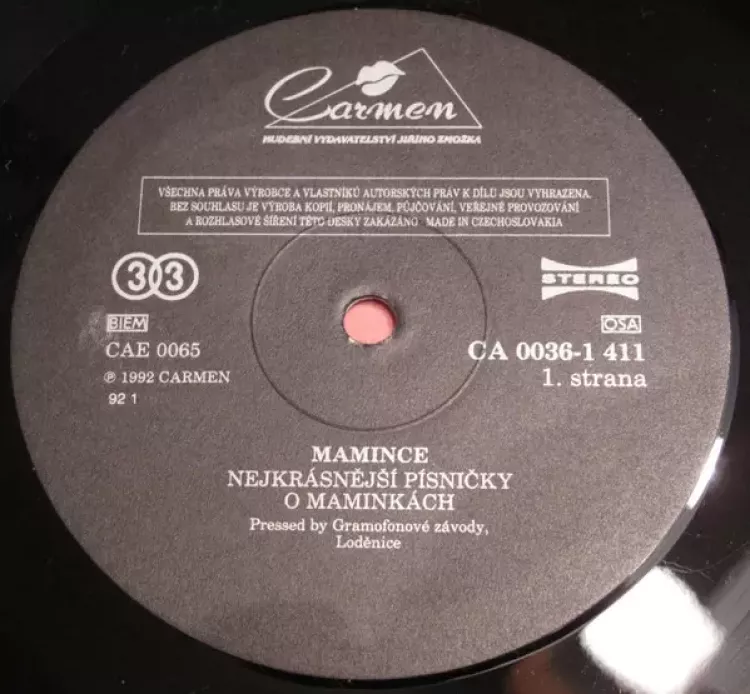 Carmen
HUDEBNÍ VYDAVATELSTVÍ JIŘÍHO ZMOŽKA
VŠECHNA PRÁVA VÝROBCE A VLASTNÍKŮ AUTORSKÝCH PRÁV K DÍLU JSOU VYHRAZENA.
BEZ SOUHLASU JE VÝROBA KOPIÍ, PRONÁJEM, PŮJČOVÁNÍ, VEŘEJNÉ PROVOZOVÁNÍ
A ROZHLASOVÉ ŠÍŘENÍ TÉTO DESKY ZAKÁZÁNO. MADE IN CZECHOSLOVAKIA
33
STEREO
BIEM
OSA
CAE 0065
CA 0036-1 411
℗ 1992 CARMEN
1. strana
92 1
MAMINCE
NEJKRÁSNĚJŠÍ PÍSNIČKY
O MAMINKÁCH
Pressed by Gramofonové závody,
Loděnice